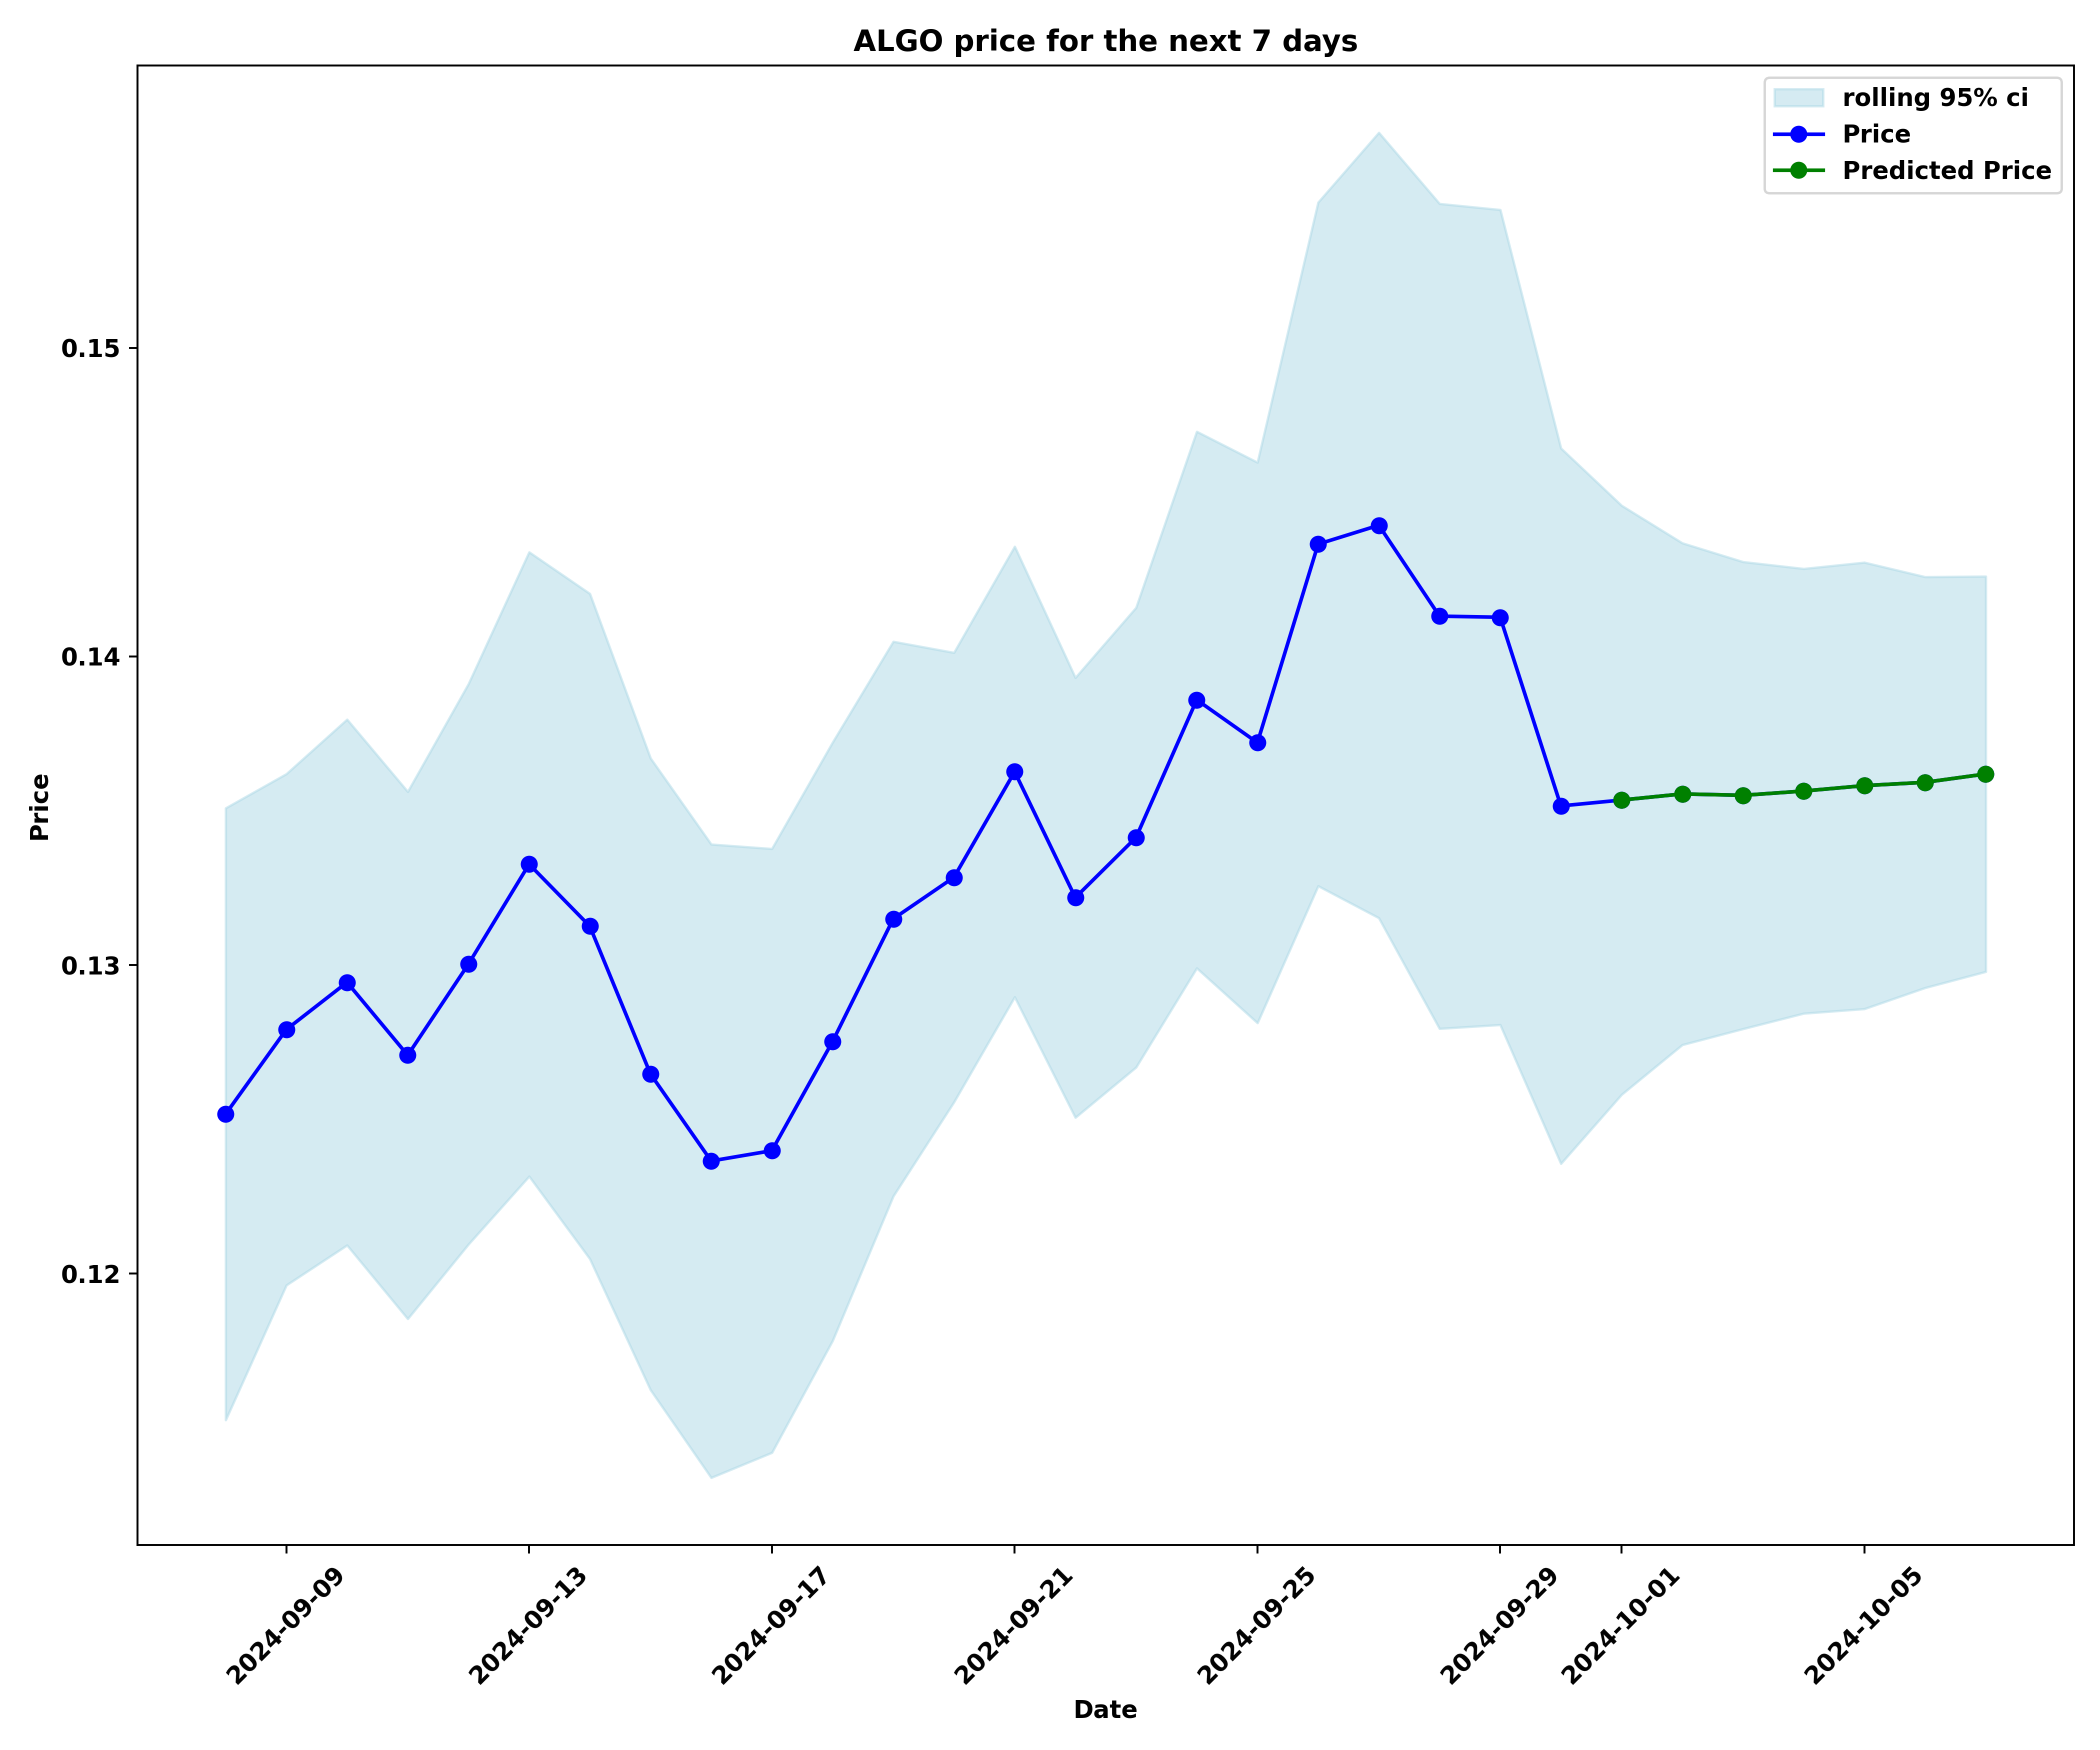 ALGO price for the next 7 days
rolling 95% ci
Price
Predicted Price
0.15
0.14
0.13
0.12
Price
2024-09-09
2024-09-13
2024-09-17
2024-09-21
2024-09-25
2024-09-29
2024-10-01
2024-10-05
Date